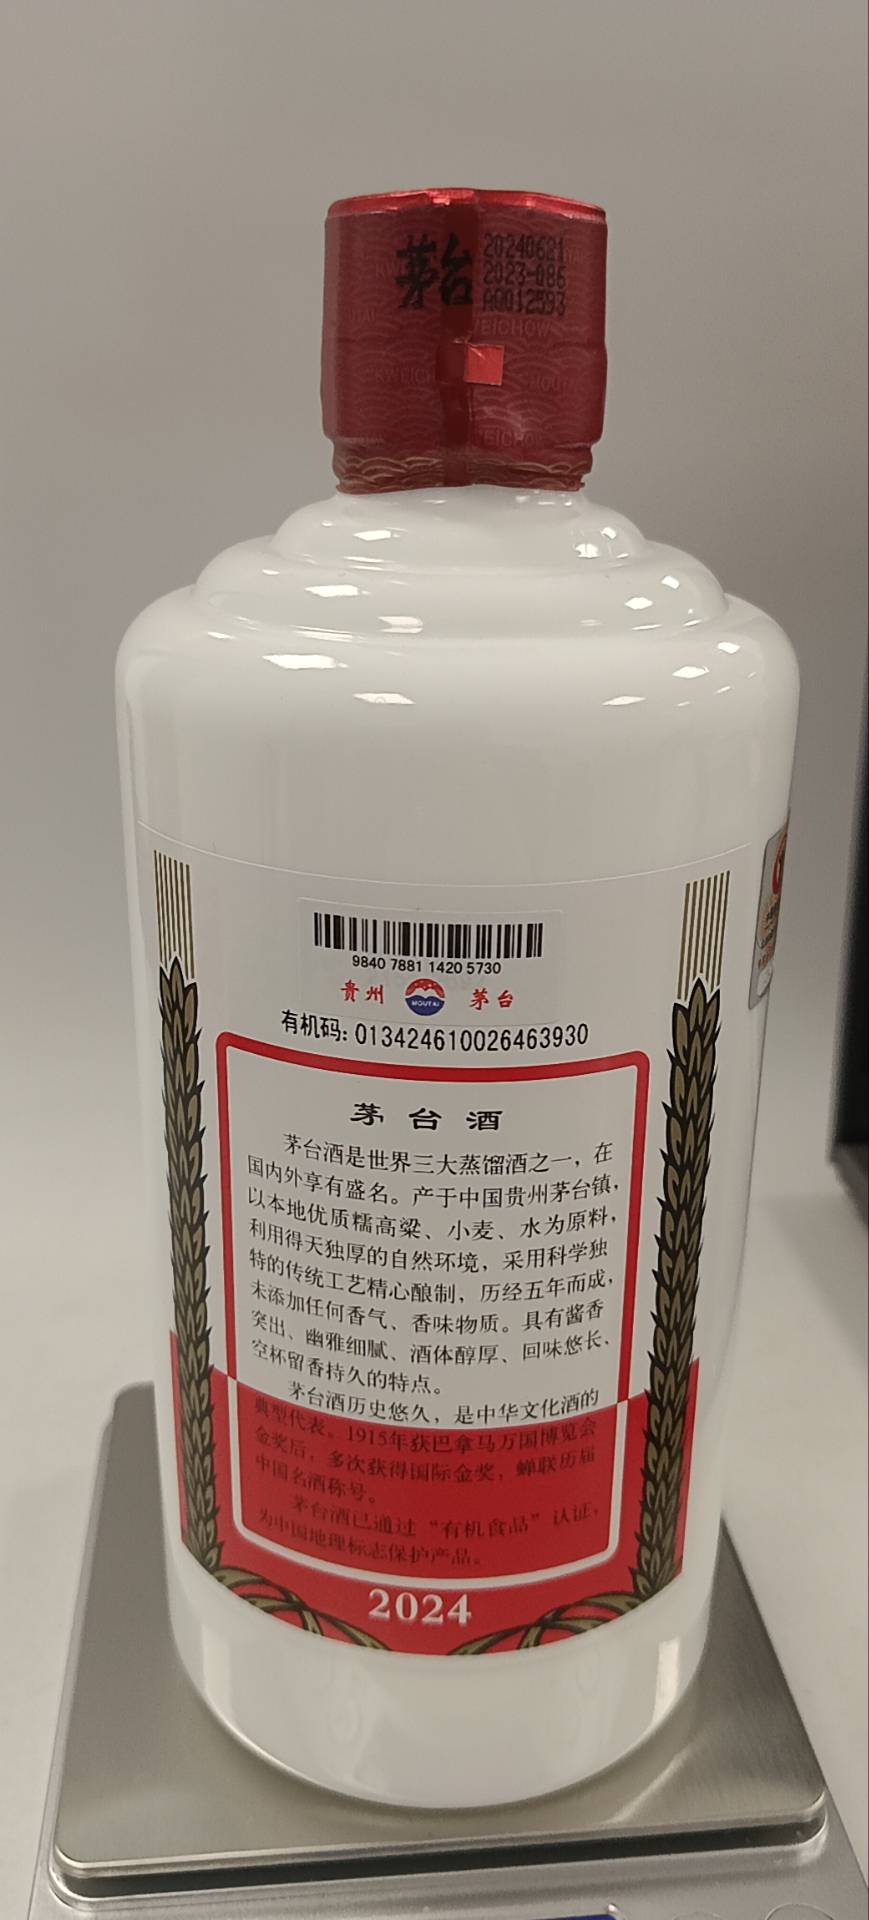 茅台
20240621
2023-086
AQ012593
KWEICHOW
MOUTAI
9840 7881 1420 5730
贵州 MOUTAI 茅台
有机码: 013424610026463930
茅台酒
茅台酒是世界三大蒸馏酒之一，在
国内外享有盛名。产于中国贵州茅台镇，
以本地优质糯高粱、小麦、水为原料，
利用得天独厚的自然环境，采用科学独
特的传统工艺精心酿制，历经五年而成，
未添加任何香气、香味物质。具有酱香
突出、幽雅细腻、酒体醇厚、回味悠长、
空杯留香持久的特点。
茅台酒历史悠久，是中华文化酒的
典型代表。1915年获巴拿马万国博览会
金奖后，多次获得国际金奖，蝉联历届
中国名酒称号。
茅台酒已通过“有机食品”认证，
为中国地理标志保护产品。
2024